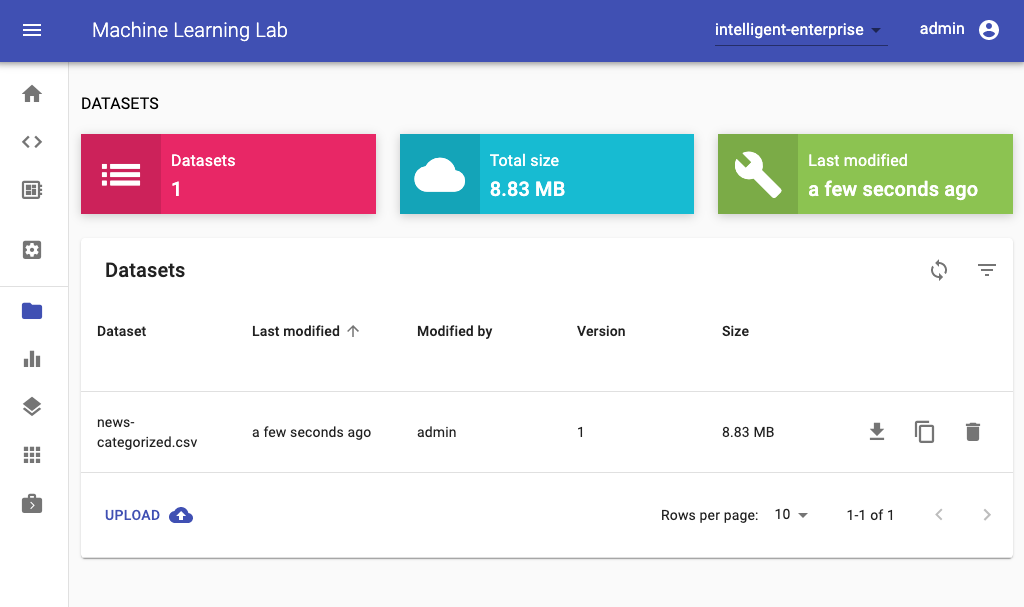 Machine Learning Lab
intelligent-enterprise
admin
DATASETS
Datasets
1
Total size
8.83 MB
Last modified
a few seconds ago
Datasets
Dataset Last modified Modified by Version Size
news-
categorized.csv
a few seconds ago admin 1 8.83 MB
UPLOAD Rows per page: 10 1-1 of 1